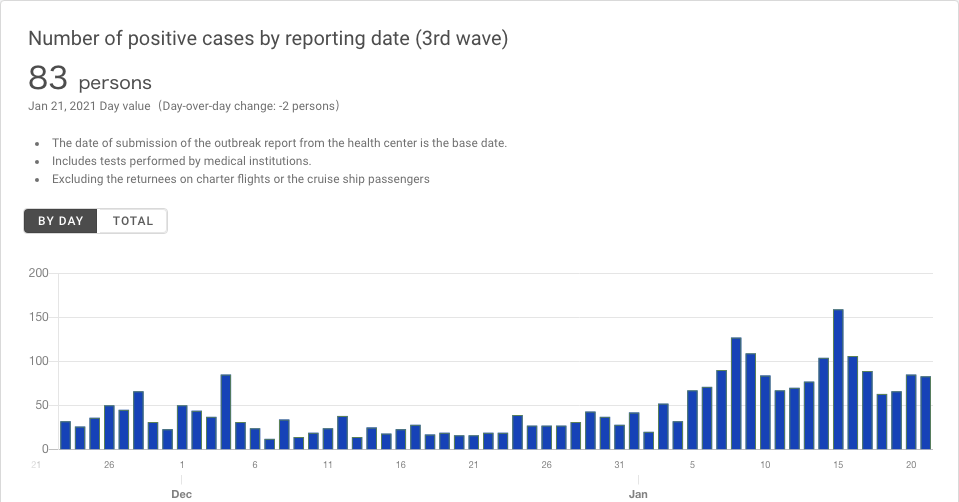 Number of positive cases by reporting date (3rd wave)
83 persons
Jan 21, 2021 Day value（Day-over-day change: -2 persons）
• The date of submission of the outbreak report from the health center is the base date.
• Includes tests performed by medical institutions.
• Excluding the returnees on charter flights or the cruise ship passengers
BY DAY TOTAL
200
150
100
50
0
21 26 1 6 11 16 21 26 31 5 10 15 20
Dec Jan